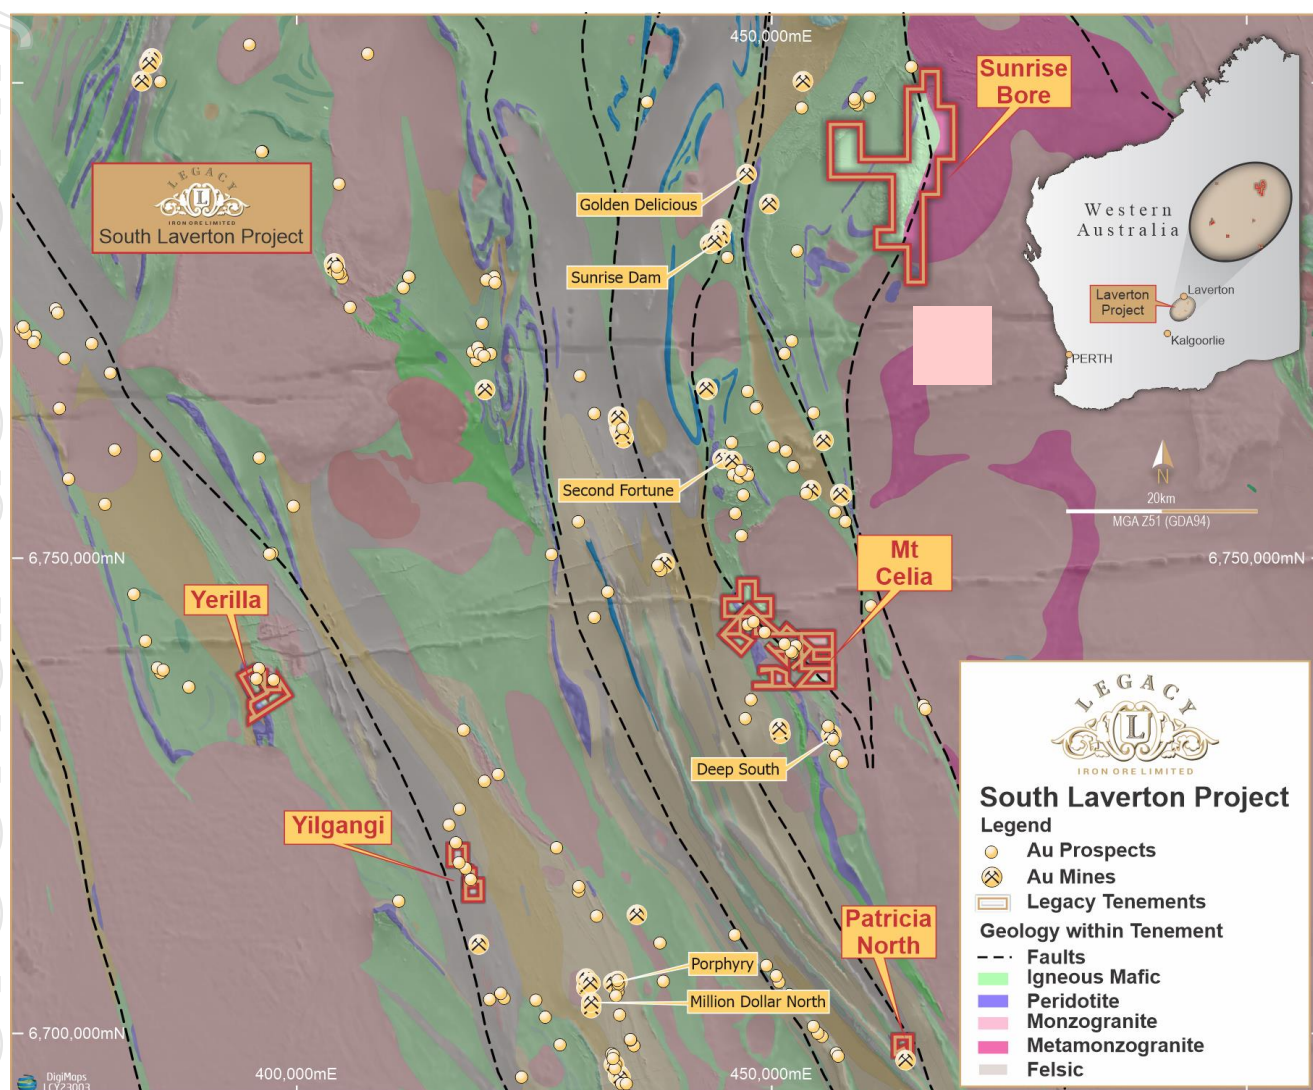 450,000mE
Sunrise
Bore
LEGACY
L
IRON ORE LIMITED
South Laverton Project
Golden Delicious
Sunrise Dam
Western
Australia
Laverton
Laverton
Project
Kalgoorlie
PERTH
N
20km
MGA Z51 (GDA94)
Second Fortune
6,750,000mN
6,750,000mN
Mt
Celia
Yerilla
Deep South
Yilgangi
Patricia
North
Porphyry
Million Dollar North
6,700,000mN
400,000mE
450,000mE
DigiMaps
LCY23003
LEGACY
L
IRON ORE LIMITED
South Laverton Project
Legend
Au Prospects
Au Mines
Legacy Tenements
Geology within Tenement
Faults
Igneous Mafic
Peridotite
Monzogranite
Metamonzogranite
Felsic